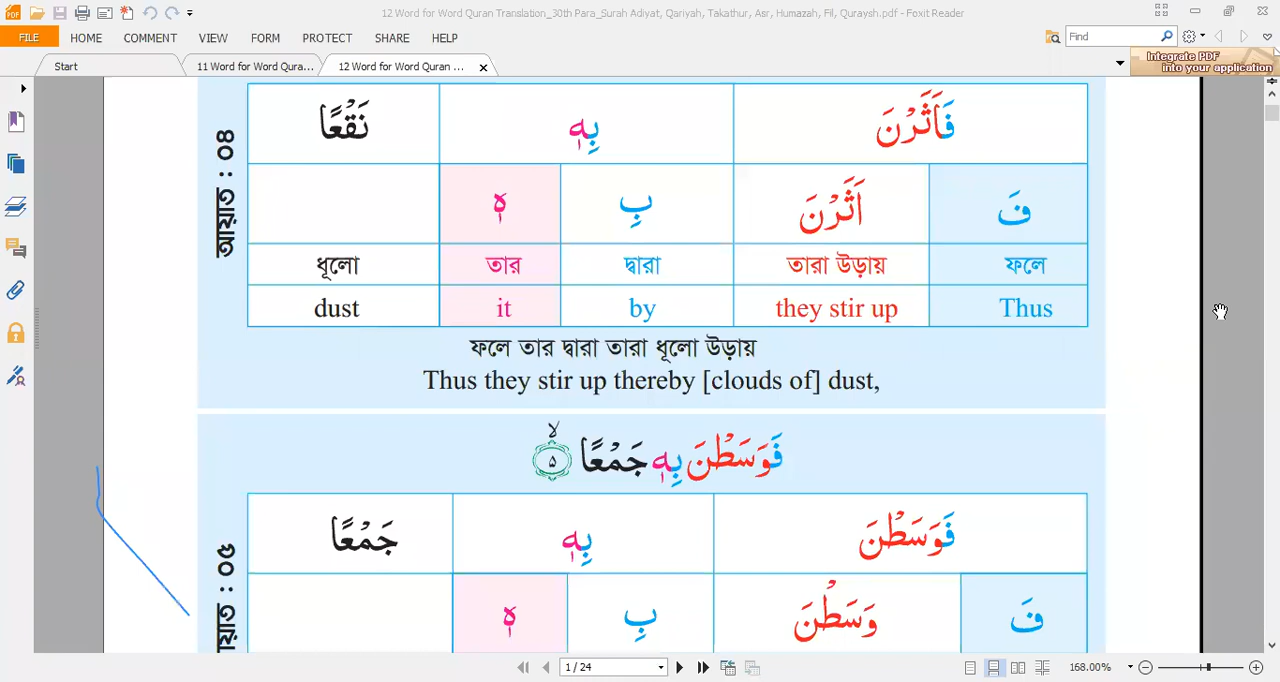 12 Word for Word Quran Translation_30th Para_Surah Adiyat, Qariyah, Takathur, Asr, Humazah, Fil, Quraysh.pdf - Foxit Reader
FILE HOME COMMENT VIEW FORM PROTECT SHARE HELP
Find
Start
11 Word for Word Qura...
12 Word for Word Quran ...
Integrate PDF
into your application
আয়াত : ০৪
فَاَثَرْنَ بِهٖ نَقْعًا
فَ اَثَرْنَ بِ هٖ
ফলে তারা উড়ায় দ্বারা তার ধূলো
dust it by they stir up Thus
ফলে তার দ্বারা তারা ধূলো উড়ায়
Thus they stir up thereby [clouds of] dust,
فَوَسَطْنَ بِهٖ جَمْعًا ۙ ۵
য়াত : ০৫
فَوَسَطْنَ بِهٖ جَمْعًا
فَ وَسَطْنَ بِ هٖ
1 / 24
168.00%